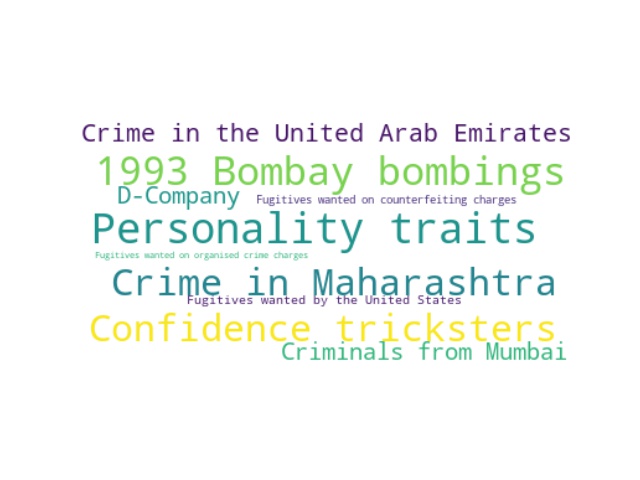 Crime in the United Arab Emirates
1993 Bombay bombings
D-Company
Fugitives wanted on counterfeiting charges
Personality traits
Fugitives wanted on organised crime charges
Crime in Maharashtra
Fugitives wanted by the United States
Confidence tricksters
Criminals from Mumbai